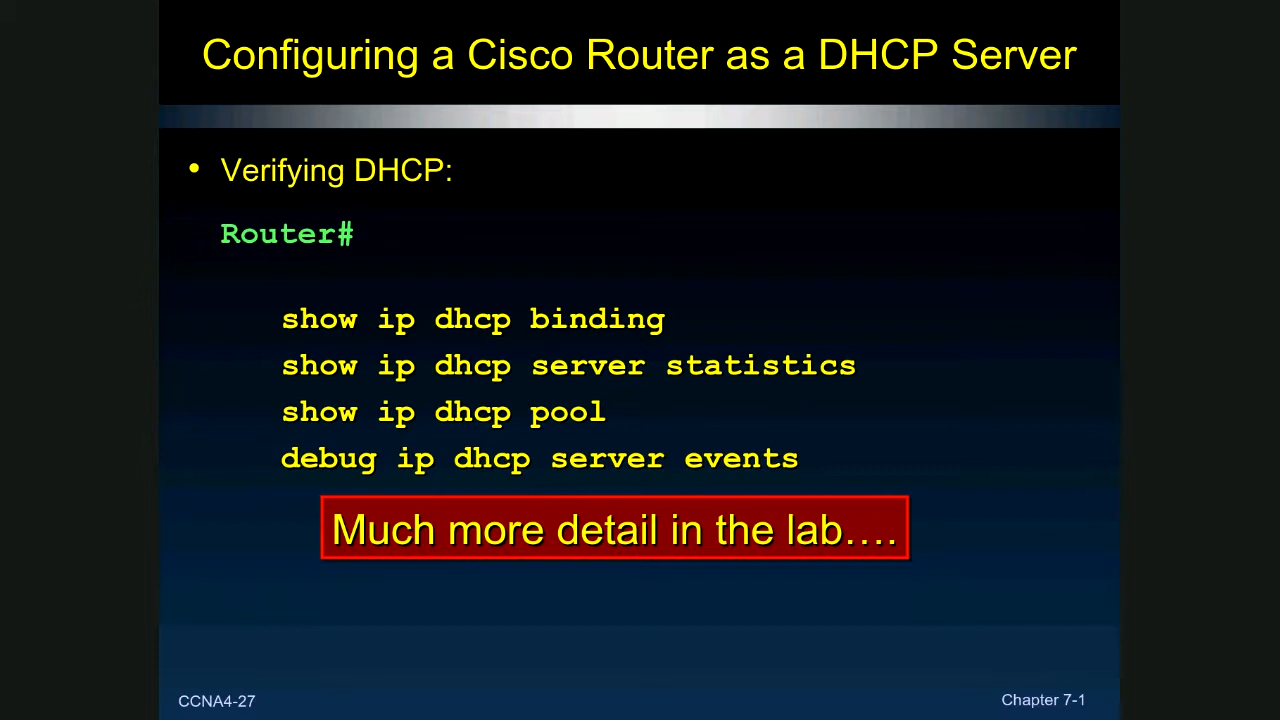 Configuring a Cisco Router as a DHCP Server
• Verifying DHCP:
Router#
show ip dhcp binding
show ip dhcp server statistics
show ip dhcp pool
debug ip dhcp server events
Much more detail in the lab….
CCNA4-27
Chapter 7-1